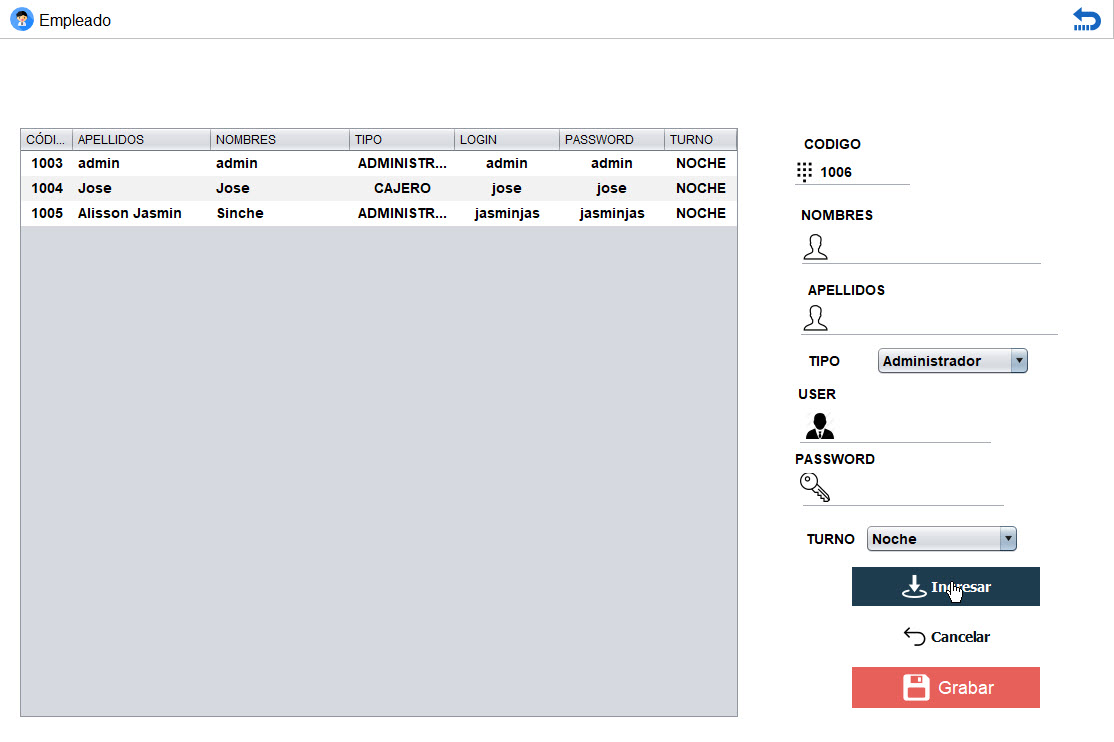 Empleado
CÓDI... APELLIDOS NOMBRES TIPO LOGIN PASSWORD TURNO
1003 admin admin ADMINISTR... admin admin NOCHE
1004 Jose Jose CAJERO jose jose NOCHE
1005 Alisson Jasmin Sinche ADMINISTR... jasminjas jasminjas NOCHE
CODIGO
1006
NOMBRES
APELLIDOS
TIPO Administrador
USER
PASSWORD
TURNO Noche
Ingresar
Cancelar
Grabar